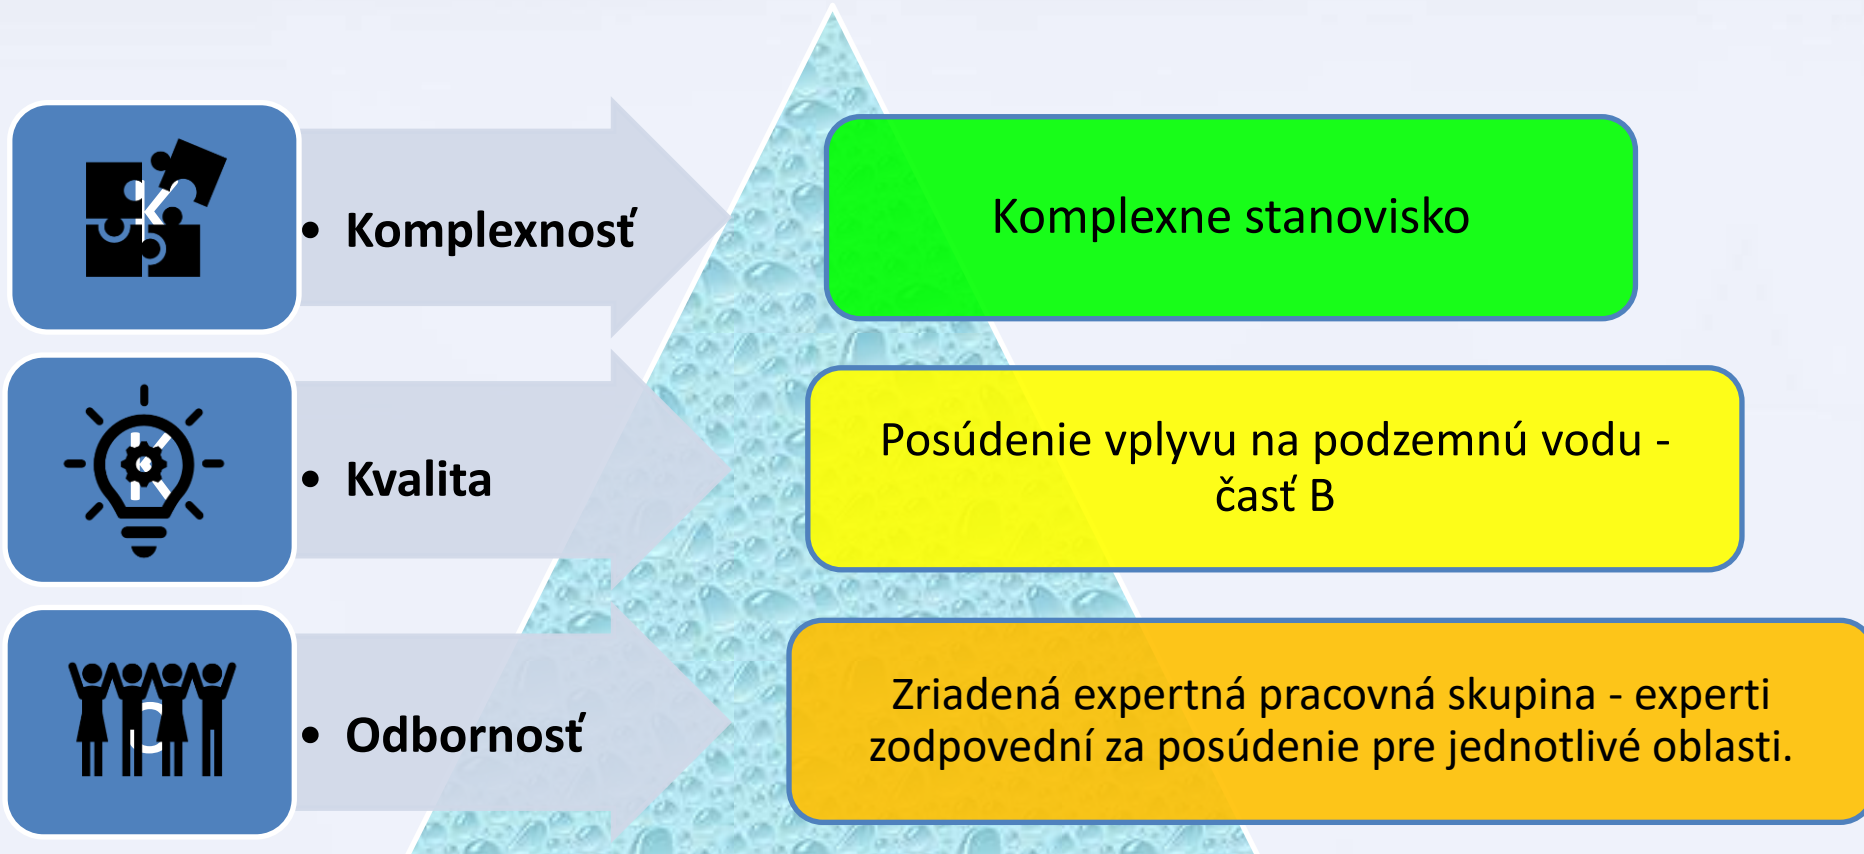 K
• Komplexnosť
Komplexne stanovisko
K
• Kvalita
Posúdenie vplyvu na podzemnú vodu -
časť B
O
• Odbornosť
Zriadená expertná pracovná skupina - experti
zodpovední za posúdenie pre jednotlivé oblasti.